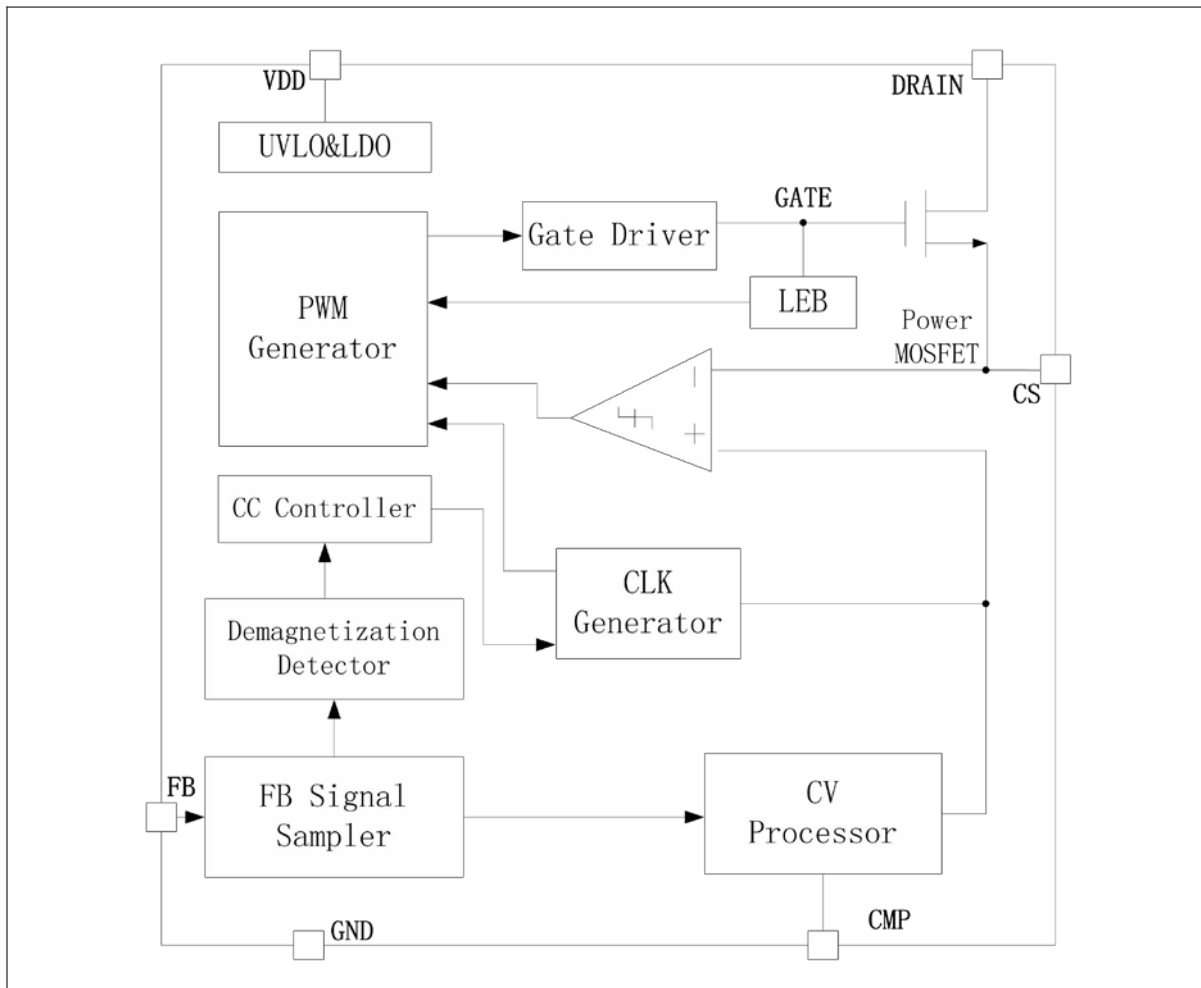 VDD
DRAIN
UVLO&LDO
GATE
Gate Driver
PWM
Generator
LEB
Power
MOSFET
CS
−
+
CC Controller
CLK
Generator
Demagnetization
Detector
FB
FB Signal
Sampler
CV
Processor
GND
CMP